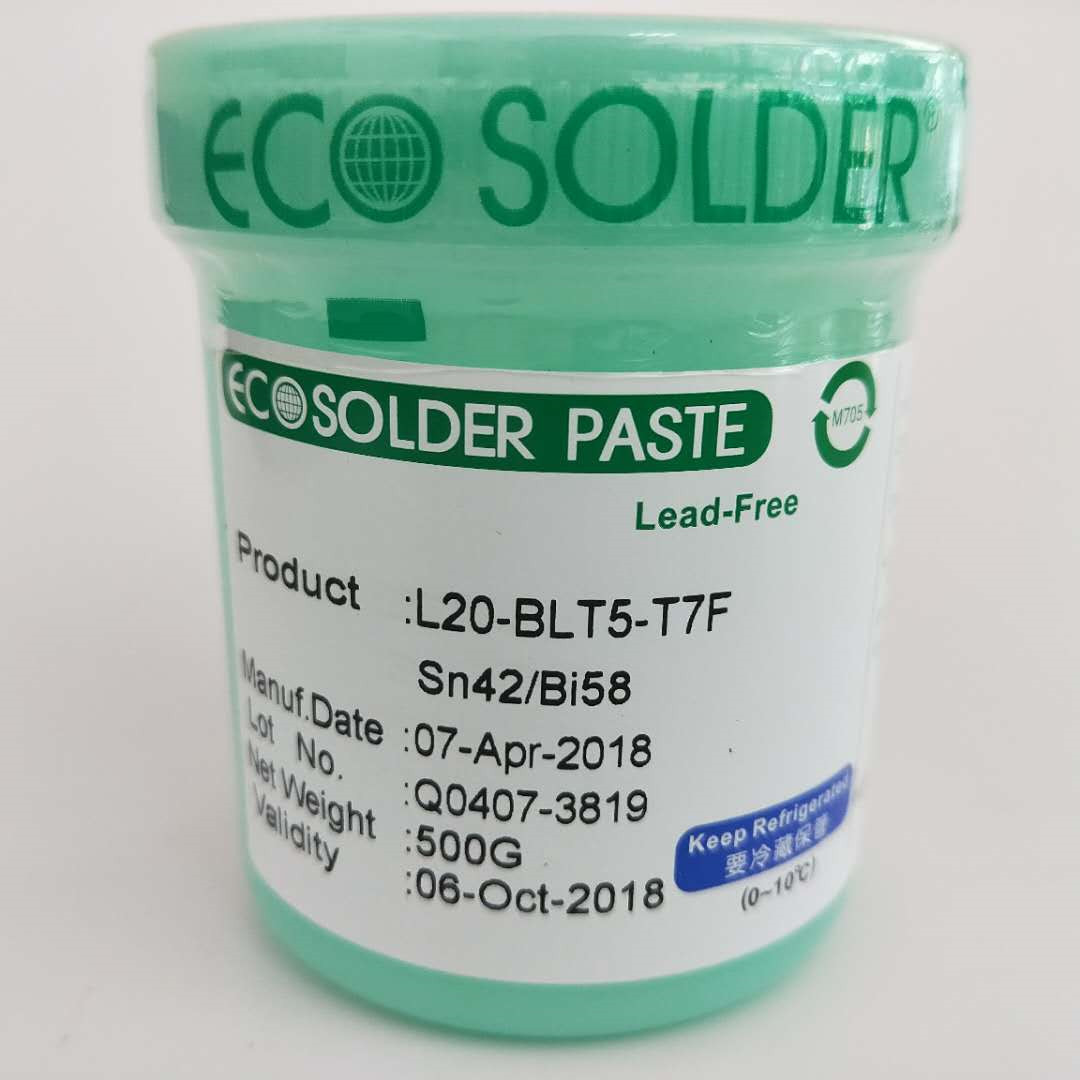 ECO SOLDER®
ECO SOLDER PASTE
M705
Lead-Free
Product :L20-BLT5-T7F
Sn42/Bi58
Manuf.Date :07-Apr-2018
Lot No. :Q0407-3819
Net Weight :500G
Validity :06-Oct-2018
Keep Refrigerated
要冷藏保管
(0~10℃)